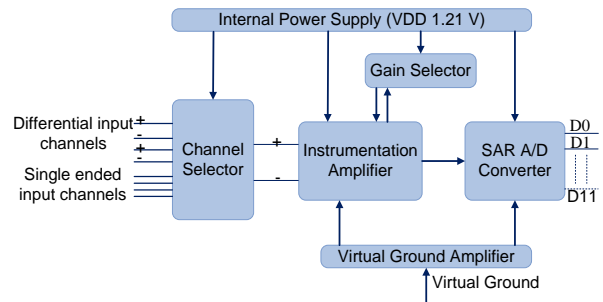 Internal Power Supply (VDD 1.21 V)
Gain Selector
Differential input
channels
+
-
+
-
Single ended
input channels
Channel
Selector
+
-
Instrumentation
Amplifier
SAR A/D
Converter
D0
D1
D11
Virtual Ground Amplifier
Virtual Ground